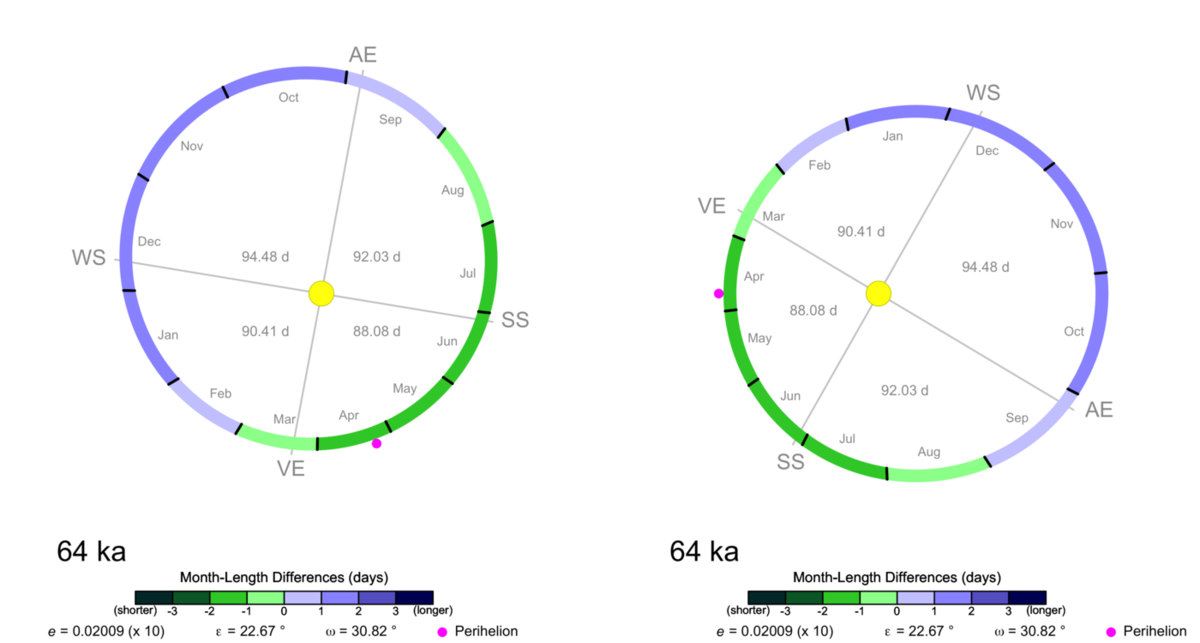 AE
Oct
Sep
Nov
Aug
Dec
94.48 d
92.03 d
WS
Jul
SS
90.41 d
88.08 d
Jan
Jun
Feb
May
Mar
Apr
VE
64 ka
Month-Length Differences (days)
(shorter) -3 -2 -1 0 1 2 3 (longer)
e = 0.02009 (x 10) ε = 22.67 ° ω = 30.82 ° Perihelion
WS
Jan
Dec
Feb
VE
Mar
Nov
90.41 d
94.48 d
Apr
88.08 d
May
Oct
92.03 d
Jun
AE
Sep
Jul
Aug
SS
64 ka
Month-Length Differences (days)
(shorter) -3 -2 -1 0 1 2 3 (longer)
e = 0.02009 (x 10) ε = 22.67 ° ω = 30.82 ° Perihelion